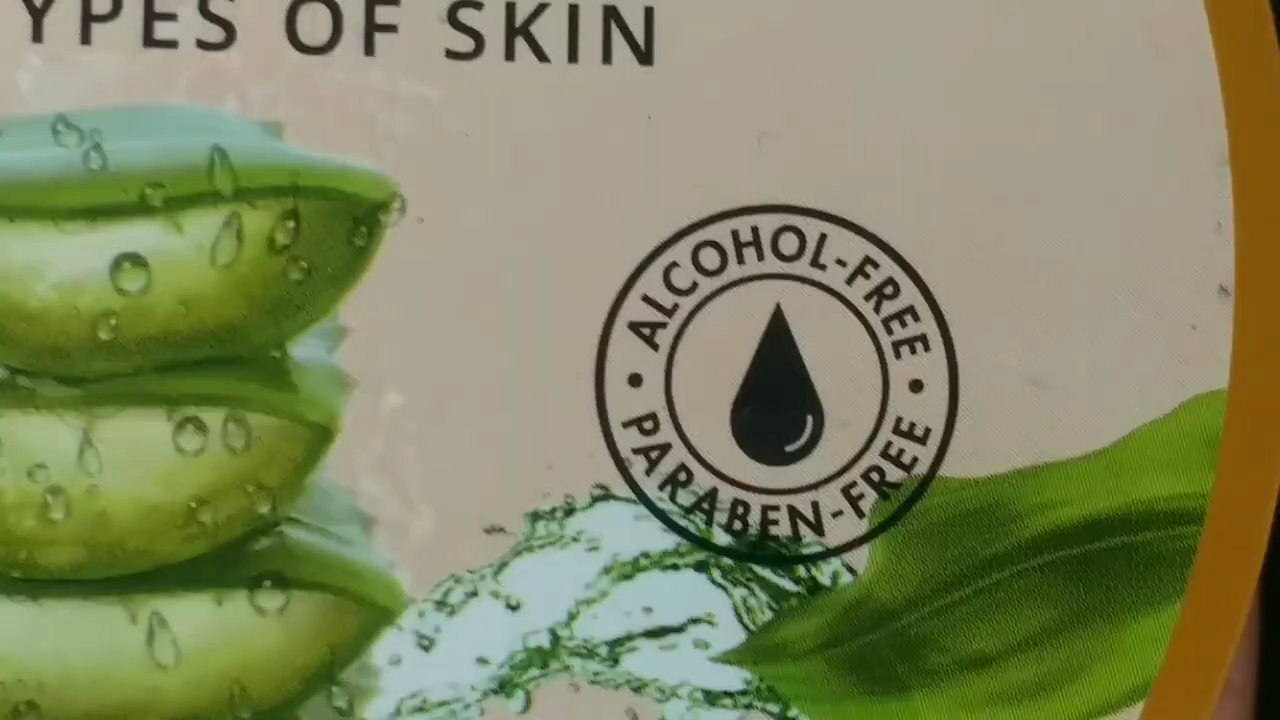 YPES OF SKIN
• ALCOHOL-FREE •
PARABEN-FREE